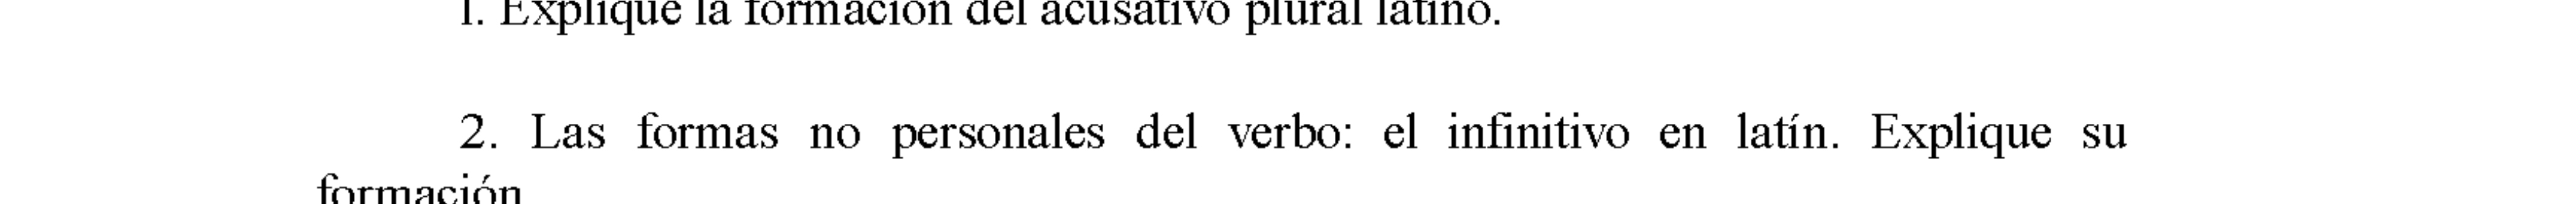 1. Explique la formación del acusativo plural latino.
2. Las formas no personales del verbo: el infinitivo en latín. Explique su
formación